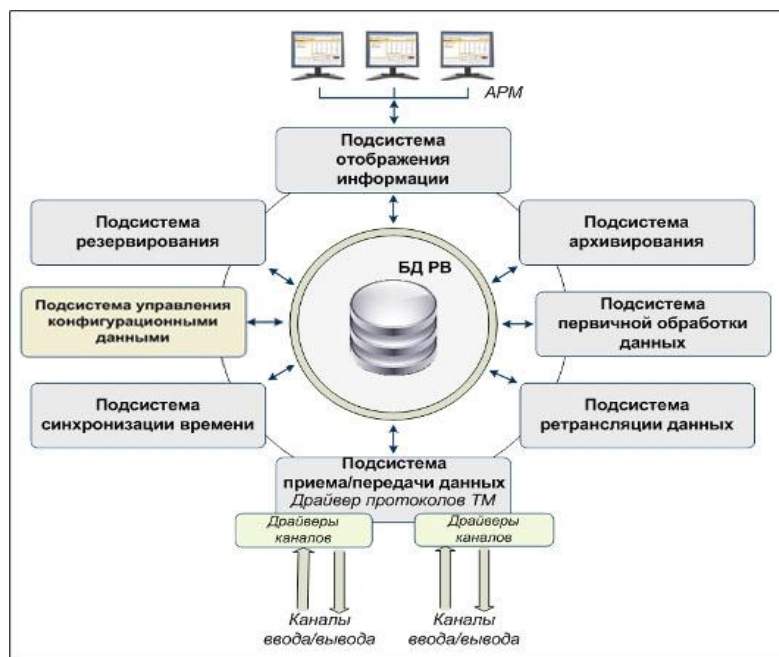 АРМ
Подсистема
отображения
информации
Подсистема
резервирования
Подсистема
архивирования
БД РВ
Подсистема управления
конфигурационными
данными
Подсистема
первичной обработки
данных
Подсистема
синхронизации времени
Подсистема
ретрансляции данных
Подсистема
приема/передачи данных
Драйвер протоколов ТМ
Драйверы
каналов
Драйверы
каналов
Каналы
ввода/вывода
Каналы
ввода/вывода